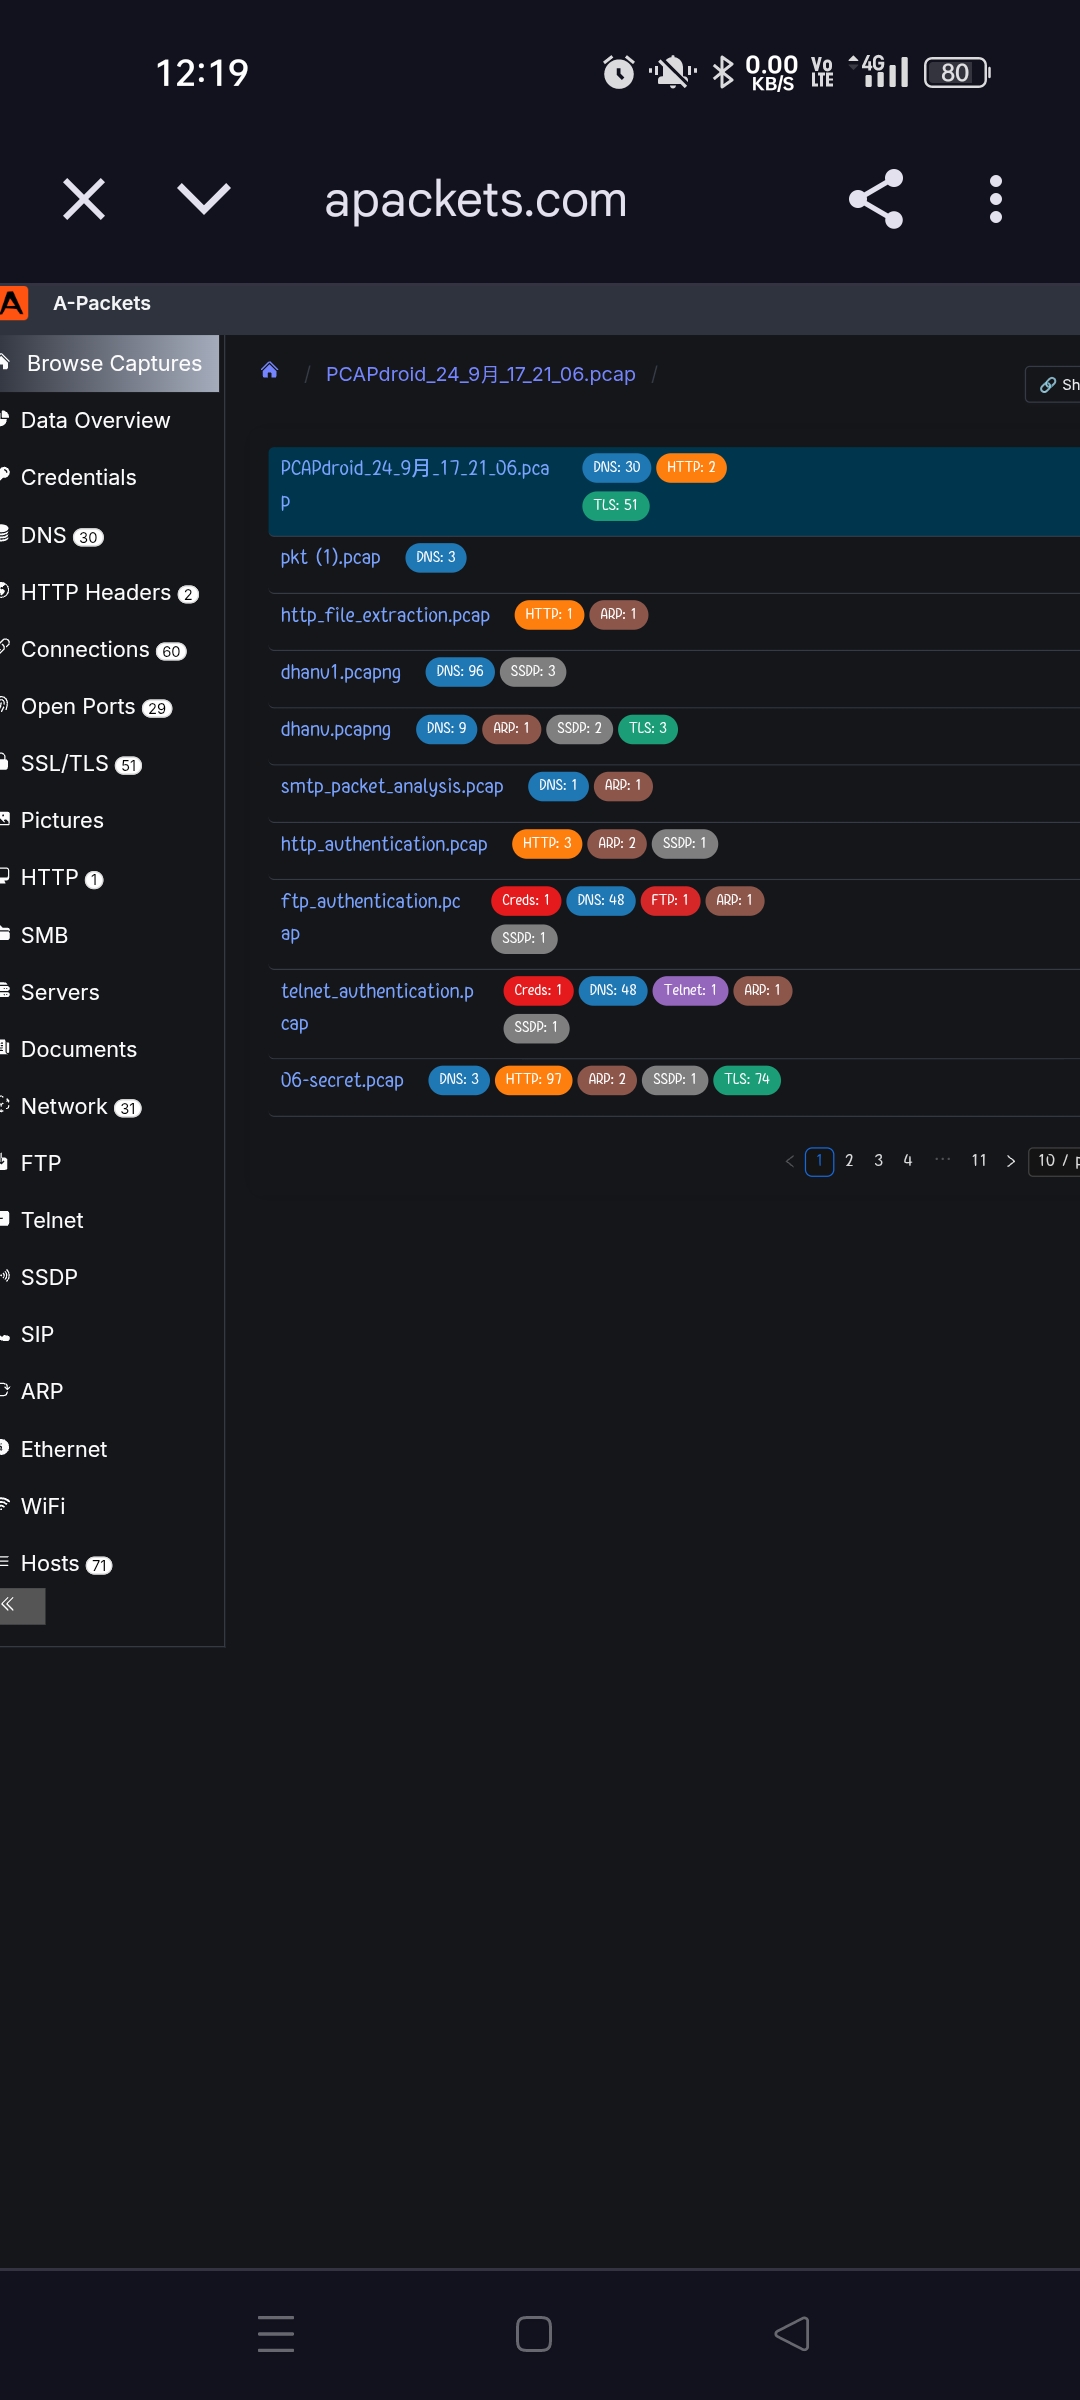 12:19
0.00
KB/S
Vo
LTE
4G
80
apackets.com
A
A-Packets
Browse Captures
Data Overview
Credentials
DNS 30
HTTP Headers 2
Connections 60
Open Ports 29
SSL/TLS 51
Pictures
HTTP 1
SMB
Servers
Documents
Network 31
FTP
Telnet
SSDP
SIP
ARP
Ethernet
WiFi
Hosts 71
/ PCAPdroid_24_9月_17_21_06.pcap /
Sh
PCAPdroid_24_9月_17_21_06.pca
p
DNS: 30 HTTP: 2
TLS: 51
pkt (1).pcap DNS: 3
http_file_extraction.pcap HTTP: 1 ARP: 1
dhanu1.pcapng DNS: 96 SSDP: 3
dhanu.pcapng DNS: 9 ARP: 1 SSDP: 2 TLS: 3
smtp_packet_analysis.pcap DNS: 1 ARP: 1
http_authentication.pcap HTTP: 3 ARP: 2 SSDP: 1
ftp_authentication.pc
ap
Creds: 1 DNS: 48 FTP: 1 ARP: 1
SSDP: 1
telnet_authentication.p
cap
Creds: 1 DNS: 48 Telnet: 1 ARP: 1
SSDP: 1
06-secret.pcap DNS: 3 HTTP: 97 ARP: 2 SSDP: 1 TLS: 74
< 1 2 3 4 ··· 11 > 10 / p